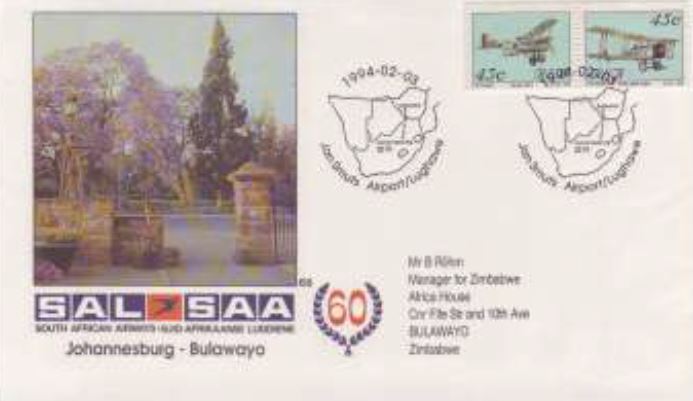 45c
45c
1994-02-03
Jan Smuts Airport/Lughawe
1994-02-03
Jan Smuts Airport/Lughawe
SAL SAA
SOUTH AFRICAN AIRWAYS · SUID-AFRIKAANSE LUGDIENS
Johannesburg - Bulawayo
60
Mr B Röhm
Manager for Zimbabwe
Africa House
Cnr Fife Str and 10th Ave
BULAWAYO
Zimbabwe